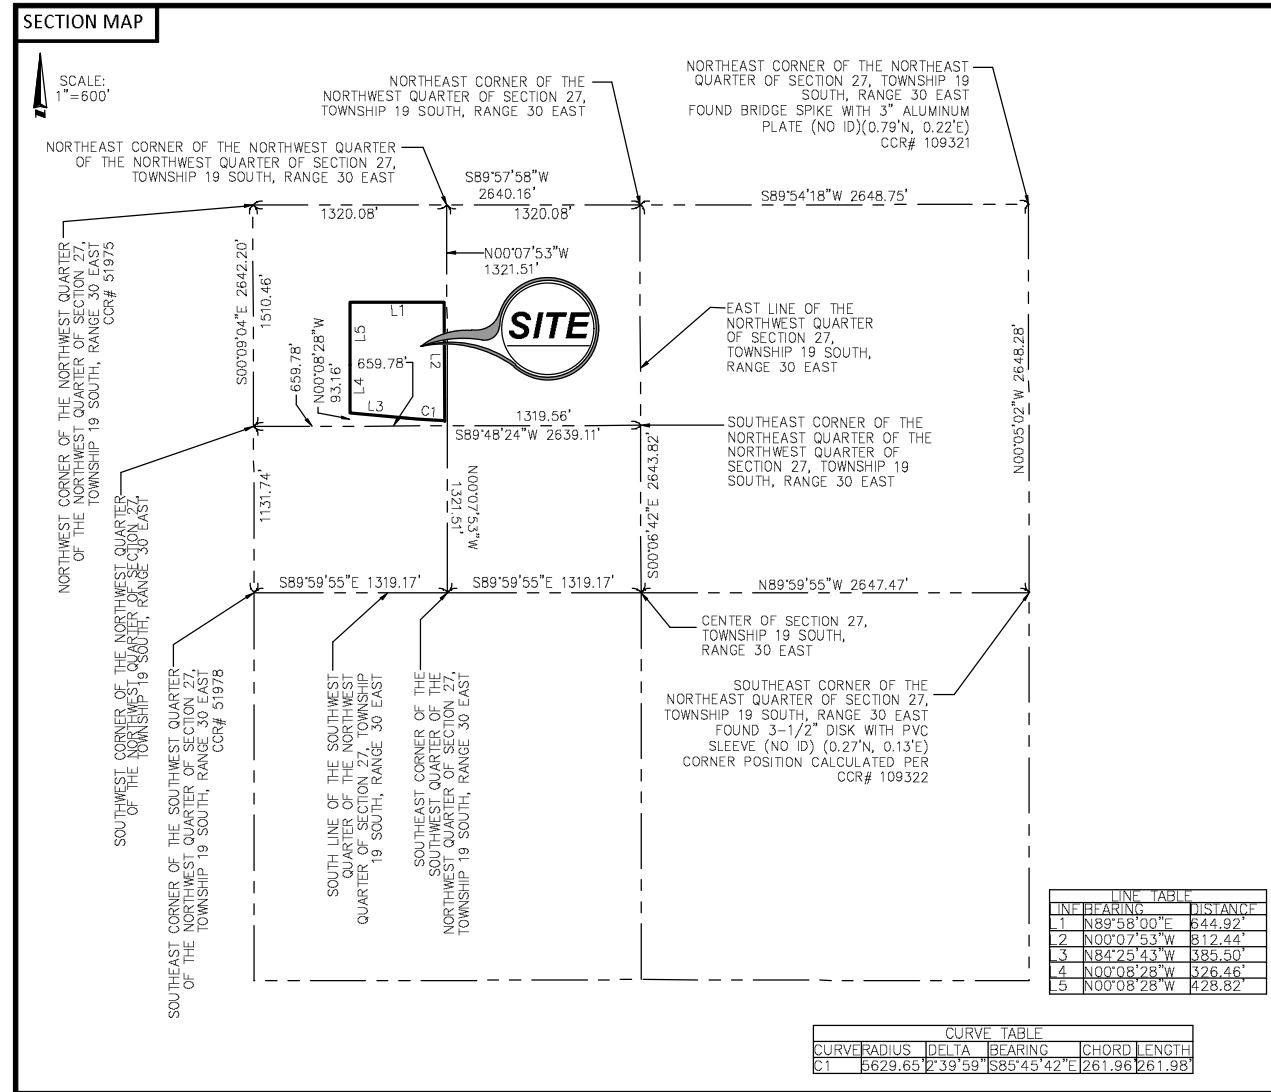 SECTION MAP
SCALE:
1"=600'
NORTHEAST CORNER OF THE
NORTHWEST QUARTER OF SECTION 27,
TOWNSHIP 19 SOUTH, RANGE 30 EAST
NORTHEAST CORNER OF THE NORTHEAST
QUARTER OF SECTION 27, TOWNSHIP 19
SOUTH, RANGE 30 EAST
FOUND BRIDGE SPIKE WITH 3" ALUMINUM
PLATE (NO ID)(0.79'N, 0.22'E)
CCR# 109321
NORTHEAST CORNER OF THE NORTHWEST QUARTER
OF THE NORTHWEST QUARTER OF SECTION 27,
TOWNSHIP 19 SOUTH, RANGE 30 EAST
S89°57'58"W
2640.16'
1320.08'
1320.08'
S89°54'18"W 2648.75'
NORTHWEST CORNER OF THE NORTHWEST QUARTER
OF THE NORTHWEST QUARTER OF SECTION 27,
TOWNSHIP 19 SOUTH, RANGE 30 EAST
CCR# 51975
S00°09'04"E 2642.20'
1510.46'
N00°07'53"W
1321.51'
L1
L5
L4
L3
L2
C1
SITE
659.78'
N00°08'28"W
93.16'
659.78'
EAST LINE OF THE
NORTHWEST QUARTER
OF SECTION 27,
TOWNSHIP 19 SOUTH,
RANGE 30 EAST
N00°05'02"W 2648.28'
1319.56'
S89°48'24"W 2639.11'
SOUTHEAST CORNER OF THE
NORTHEAST QUARTER OF THE
NORTHWEST QUARTER OF
SECTION 27, TOWNSHIP 19
SOUTH, RANGE 30 EAST
1131.74'
N00°07'53"W
1321.51'
S00°06'42"E 2643.82'
SOUTHWEST CORNER OF THE NORTHWEST QUARTER
OF THE NORTHWEST QUARTER OF SECTION 27,
TOWNSHIP 19 SOUTH, RANGE 30 EAST
S89°59'55"E 1319.17'
S89°59'55"E 1319.17'
N89°59'55"W 2647.47'
CENTER OF SECTION 27,
TOWNSHIP 19 SOUTH,
RANGE 30 EAST
SOUTHEAST CORNER OF THE SOUTHWEST QUARTER
OF THE NORTHWEST QUARTER OF SECTION 27,
TOWNSHIP 19 SOUTH, RANGE 30 EAST
CCR# 51978
SOUTH LINE OF THE SOUTHWEST
QUARTER OF THE NORTHWEST
QUARTER OF SECTION 27, TOWNSHIP
19 SOUTH, RANGE 30 EAST
SOUTHEAST CORNER OF THE
SOUTHWEST QUARTER OF THE
NORTHWEST QUARTER OF SECTION 27,
TOWNSHIP 19 SOUTH, RANGE 30 EAST
SOUTHEAST CORNER OF THE
NORTHEAST QUARTER OF SECTION 27,
TOWNSHIP 19 SOUTH, RANGE 30 EAST
FOUND 3-1/2" DISK WITH PVC
SLEEVE (NO ID) (0.27'N, 0.13'E)
CORNER POSITION CALCULATED PER
CCR# 109322
LINE TABLE
LINE BEARING DISTANCE
L1 N89°58'00"E 644.92'
L2 N00°07'53"W 812.44'
L3 N84°25'43"W 385.50'
L4 N00°08'28"W 326.46'
L5 N00°08'28"W 428.82'
CURVE TABLE
CURVE RADIUS DELTA BEARING CHORD LENGTH
C1 5629.65' 2°39'59" S85°45'42"E 261.96' 261.98'